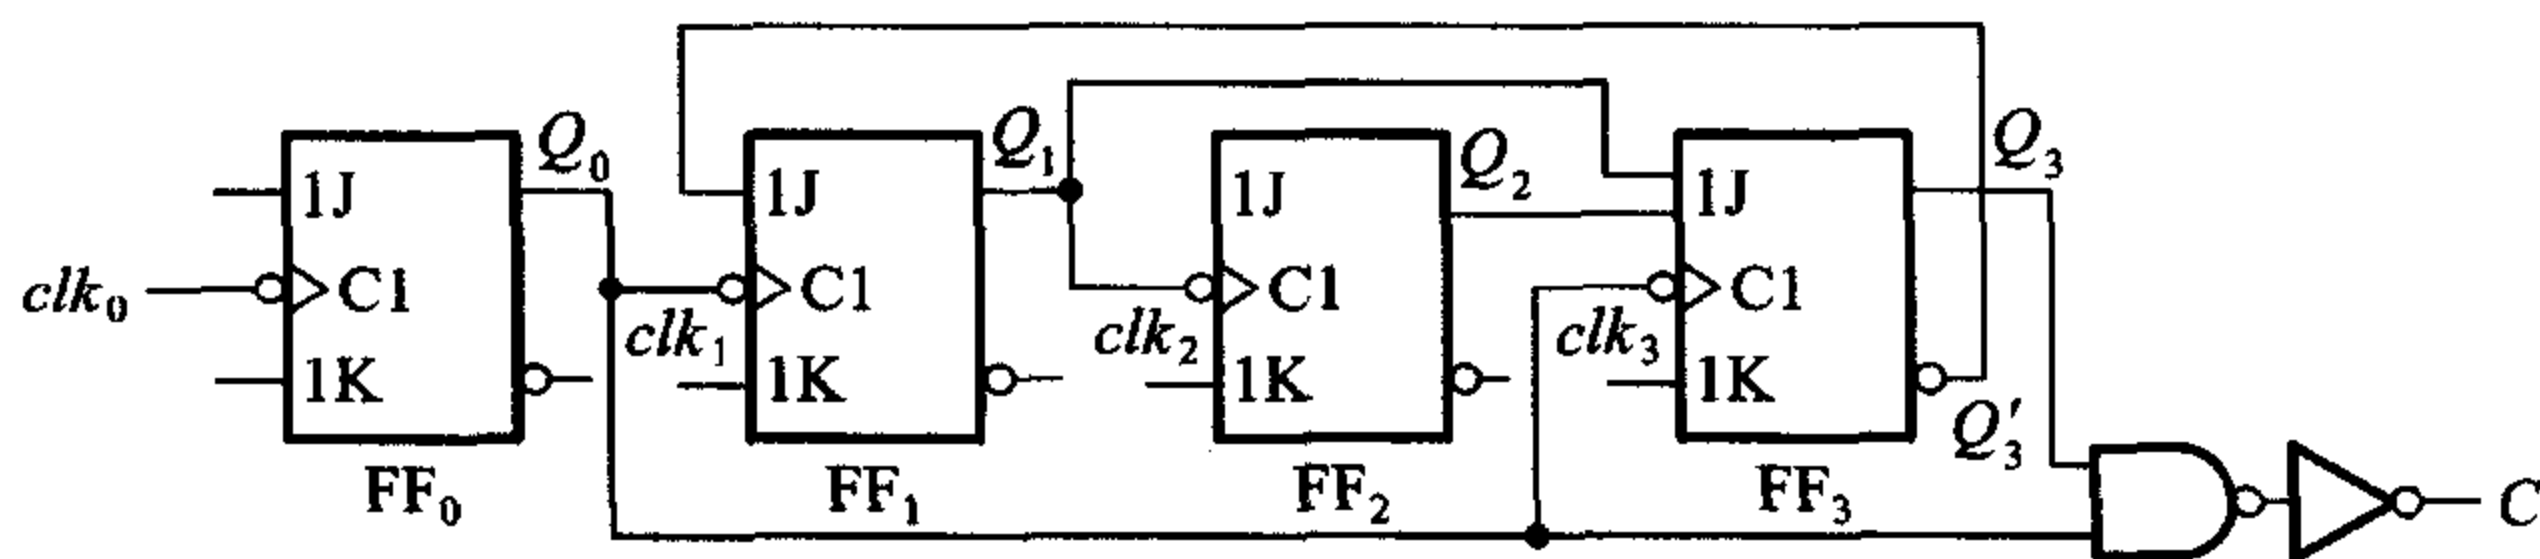 Q₀ Q₁ Q₂ Q₃
1J 1J 1J 1J
clk₀ C1 clk₁ C1 clk₂ C1 clk₃ C1
1K 1K 1K 1K
Q₃′
FF₀ FF₁ FF₂ FF₃
C